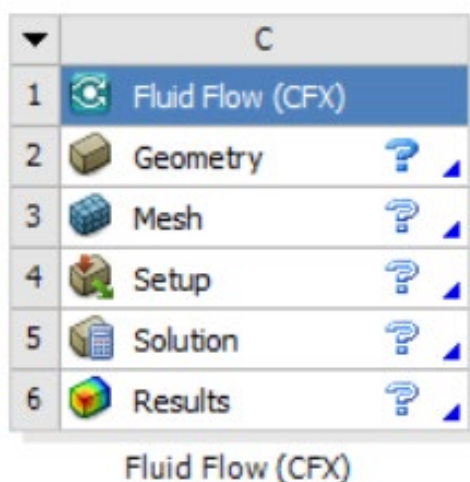 C
1 Fluid Flow (CFX)
2 Geometry ?
3 Mesh ?
4 Setup ?
5 Solution ?
6 Results ?
Fluid Flow (CFX)